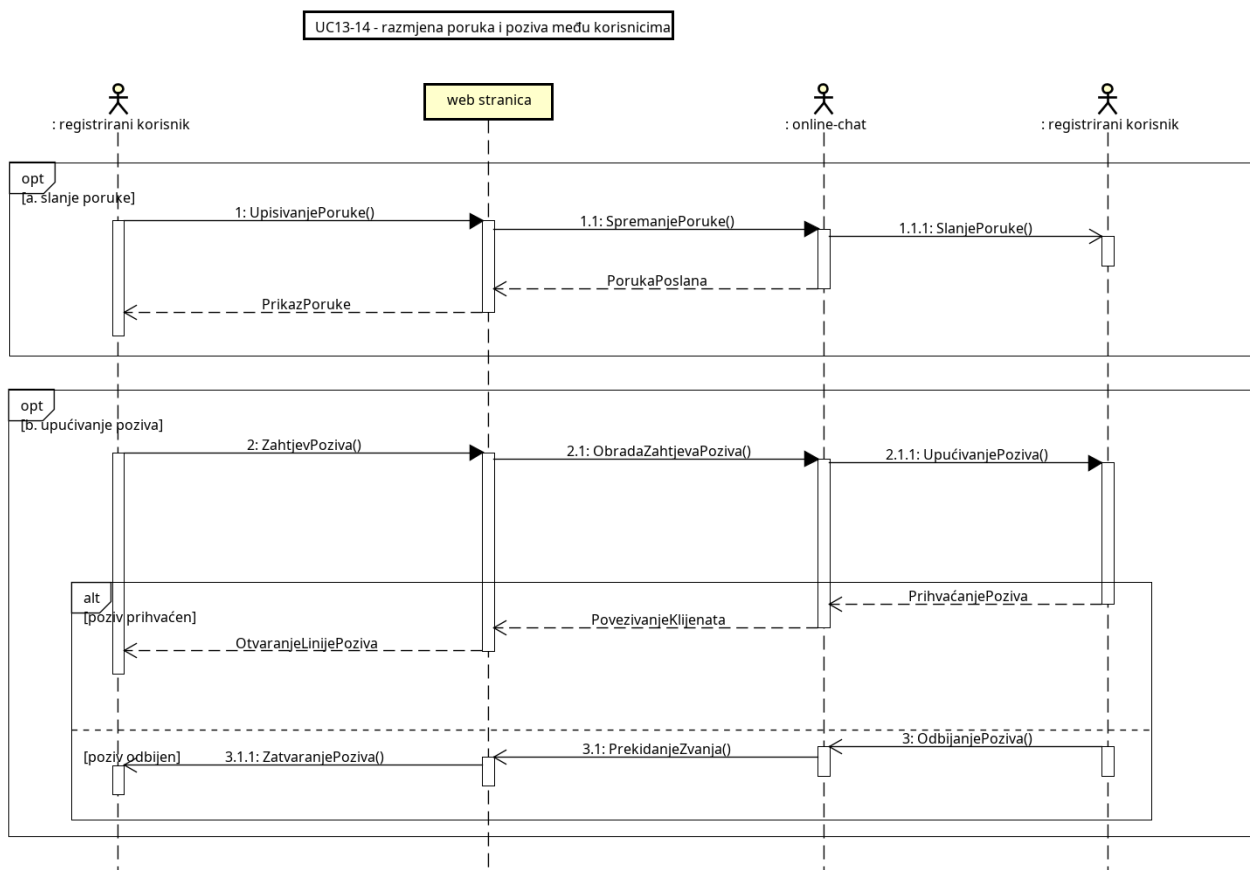 UC13-14 - razmjena poruka i poziva među korisnicima
: registrirani korisnik
web stranica
: online-chat
: registrirani korisnik
opt
[a. slanje poruke]
1: UpisivanjePoruke()
1.1: SpremanjePoruke()
1.1.1: SlanjePoruke()
PorukaPoslana
PrikazPoruke
opt
[b. upućivanje poziva]
2: ZahtjevPoziva()
2.1: ObradaZahtjevaPoziva()
2.1.1: UpućivanjePoziva()
alt
[poziv prihvaćen]
PrihvaćanjePoziva
PovezivanjeKlijenata
OtvaranjeLinijePoziva
[poziv odbijen]
3: OdbijanjePoziva()
3.1: PrekidanjeZvanja()
3.1.1: ZatvaranjePoziva()